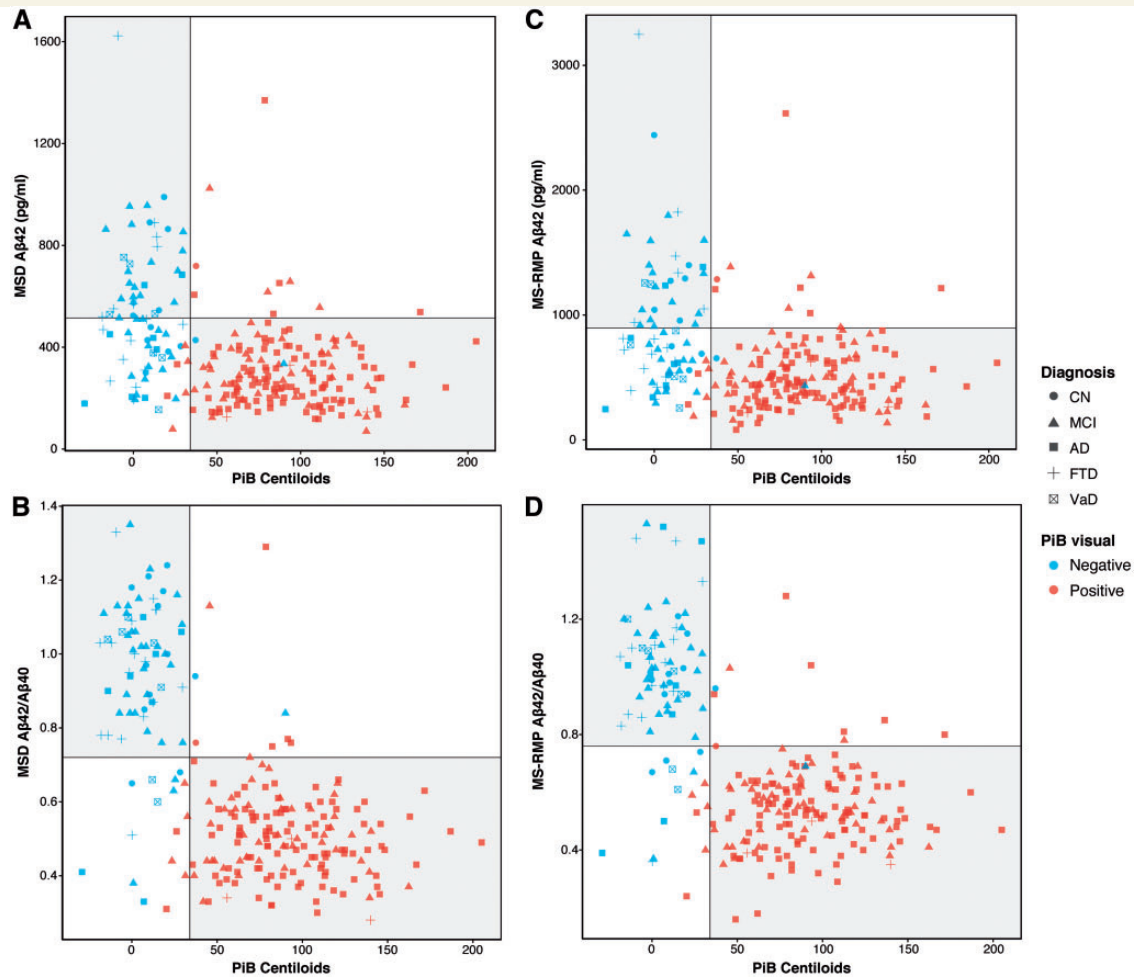 A
MSD Aβ42 (pg/ml)
1600
1200
800
400
0
0
50
100
150
200
PiB Centiloids
C
MS-RMP Aβ42 (pg/ml)
3000
2000
1000
0
0
50
100
150
200
PiB Centiloids
B
MSD Aβ42/Aβ40
1.4
1.2
1.0
0.8
0.6
0.4
0
50
100
150
200
PiB Centiloids
D
MS-RMP Aβ42/Aβ40
1.2
0.8
0.4
0
50
100
150
200
PiB Centiloids
Diagnosis
CN
MCI
AD
FTD
VaD
PiB visual
Negative
Positive